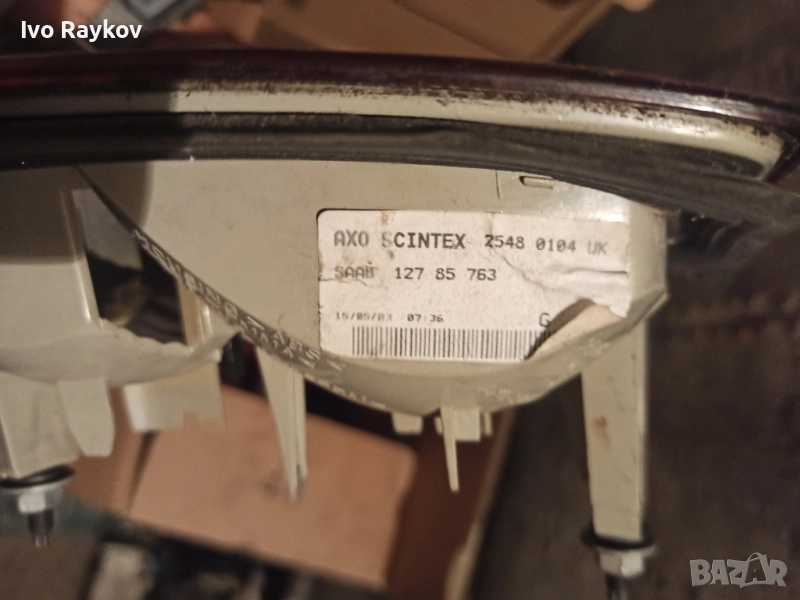 Ivo Raykov
AXO SCINTEX 2548 0104 UK
SAAB 127 85 763
15/05/03 07:36 G
BAZAR